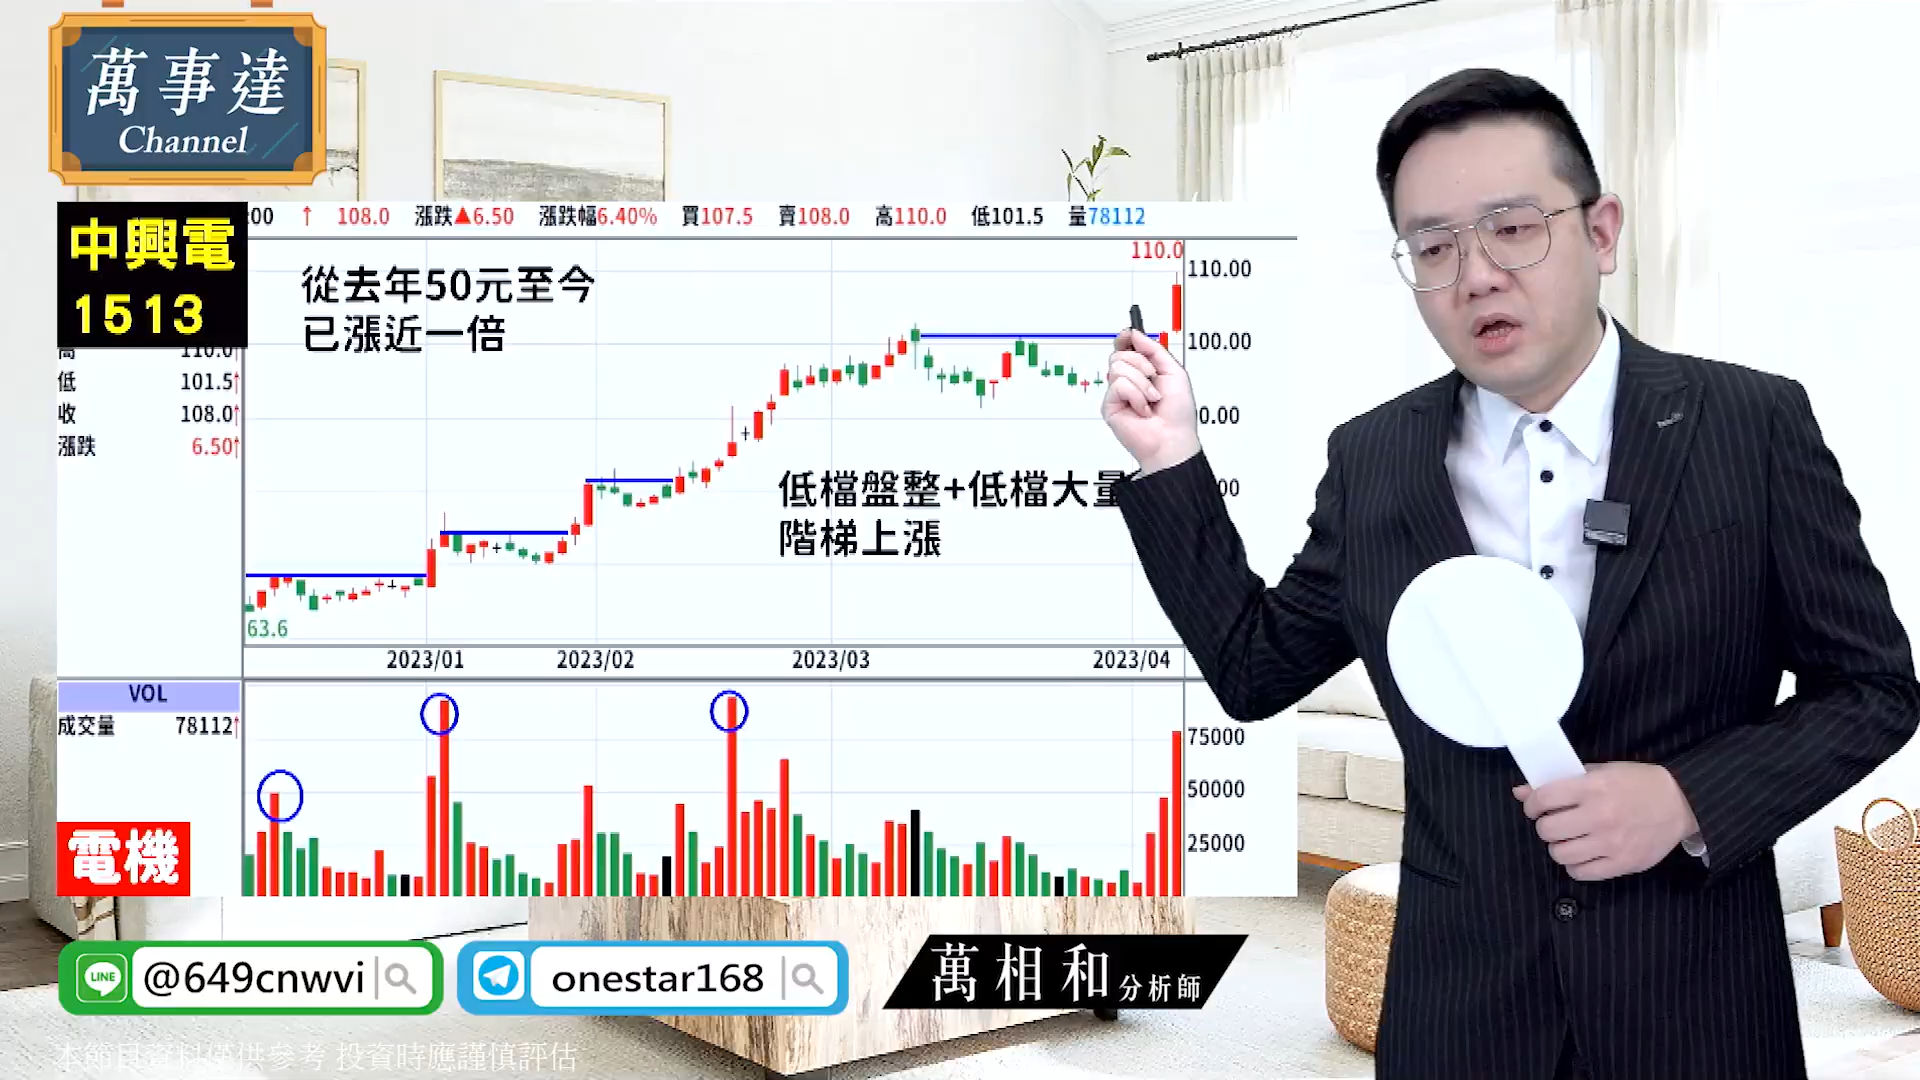 萬事達
Channel
中興電
1513
:00 ↑ 108.0 漲跌▲6.50 漲跌幅6.40% 買107.5 賣108.0 高110.0 低101.5 量78112
從去年50元至今
已漲近一倍
110.0
110.00
100.00
高 110.0↑
低 101.5↑
收 108.0↑
漲跌 6.50↑
低檔盤整+低檔大量
階梯上漲
63.6
2023/01 2023/02 2023/03 2023/04
VOL
成交量 78112↑
75000
50000
25000
電機
LINE @649cnwvi
onestar168
萬相和 分析師
本節目資料僅供參考 投資時應謹慎評估